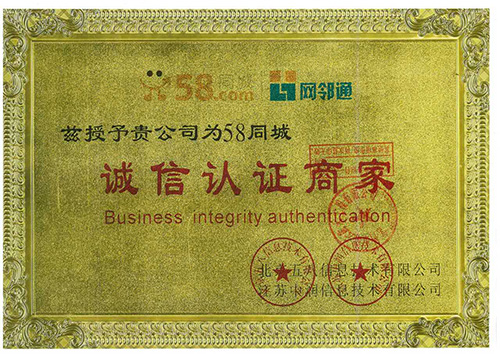 58.com 网邻通
兹授予贵公司为58同城
诚信认证商家
Business integrity authentication
北京五八信息技术有限公司
江苏中润信息技术有限公司